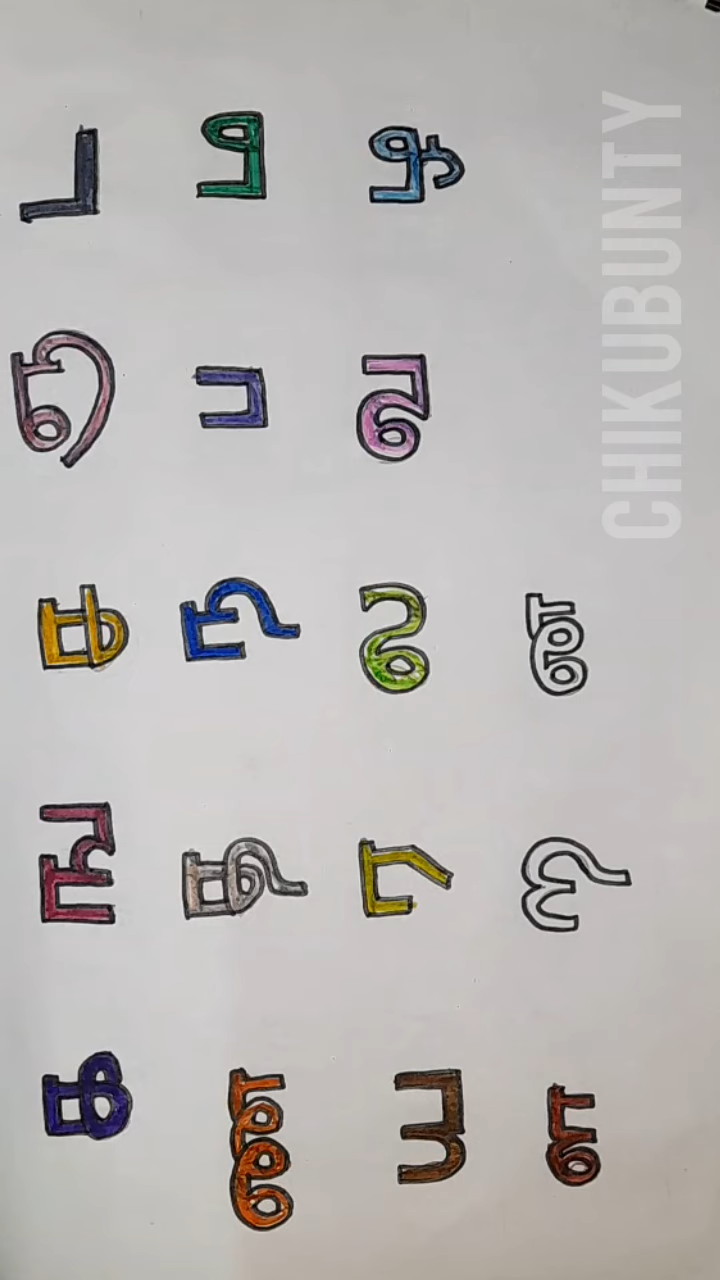 க ங ச ஞ ட
ண த ந ப ம
ய ர ல வ ழ
ள ற ன
CHIKUBUNTY